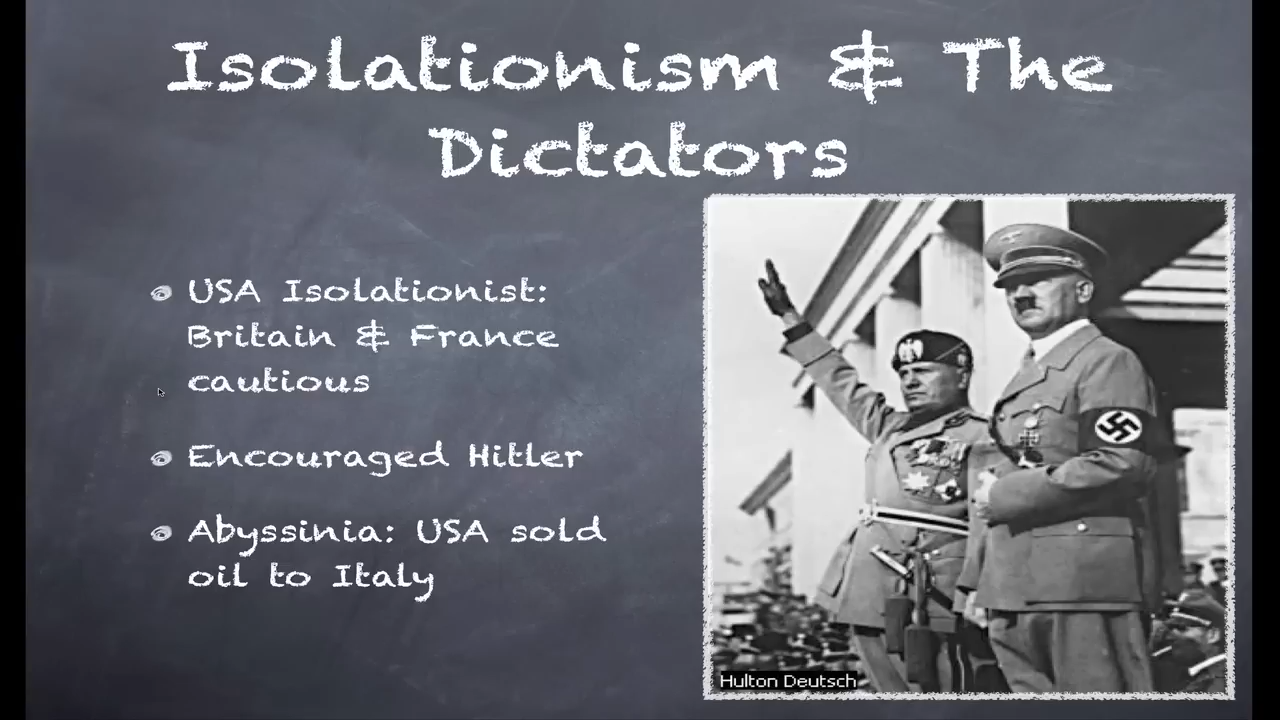 Isolationism & The
Dictators
USA Isolationist:
Britain & France
cautious
Encouraged Hitler
Abyssinia: USA sold
oil to Italy
Hulton Deutsch